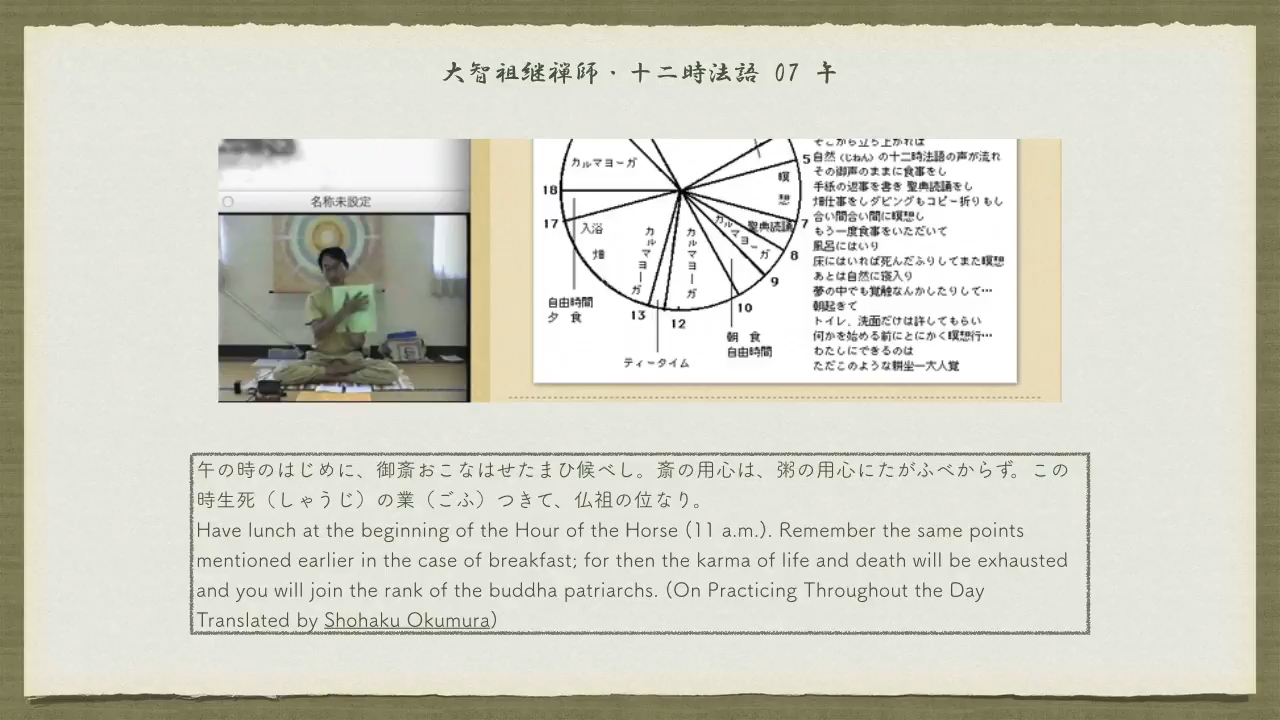 大智祖継禅師・十二時法語 07 午
名称未設定
カルマヨーガ
18
17
入浴
畑
カルマヨーガ
カルマヨーガ
カルマヨーガ
聖典読誦
瞑想
5
7
8
9
10
12
13
自由時間
夕 食
ティータイム
朝 食
自由時間
そこから立ち上がれば
自然（じねん）の十二時法語の声が流れ
その御声のままに食事をし
手紙の返事を書き 聖典読誦をし
畑仕事をしダビングもコピー折りもし
合い間合い間に瞑想し
もう一度食事をいただいて
風呂にはいり
床にはいれば死んだふりしてまた瞑想
あとは自然に寝入り
夢の中でも覚触なんかしたりして…
朝起きて
トイレ、洗面だけは許してもらい
何かを始める前にとにかく瞑想行…
わたしにできるのは
ただこのような耕坐一大人覚
午の時のはじめに、御斎おこなはせたまひ候べし。斎の用心は、粥の用心にたがふべからず。この
時生死（しゃうじ）の業（ごふ）つきて、仏祖の位なり。
Have lunch at the beginning of the Hour of the Horse (11 a.m.). Remember the same points
mentioned earlier in the case of breakfast; for then the karma of life and death will be exhausted
and you will join the rank of the buddha patriarchs. (On Practicing Throughout the Day
Translated by Shohaku Okumura)